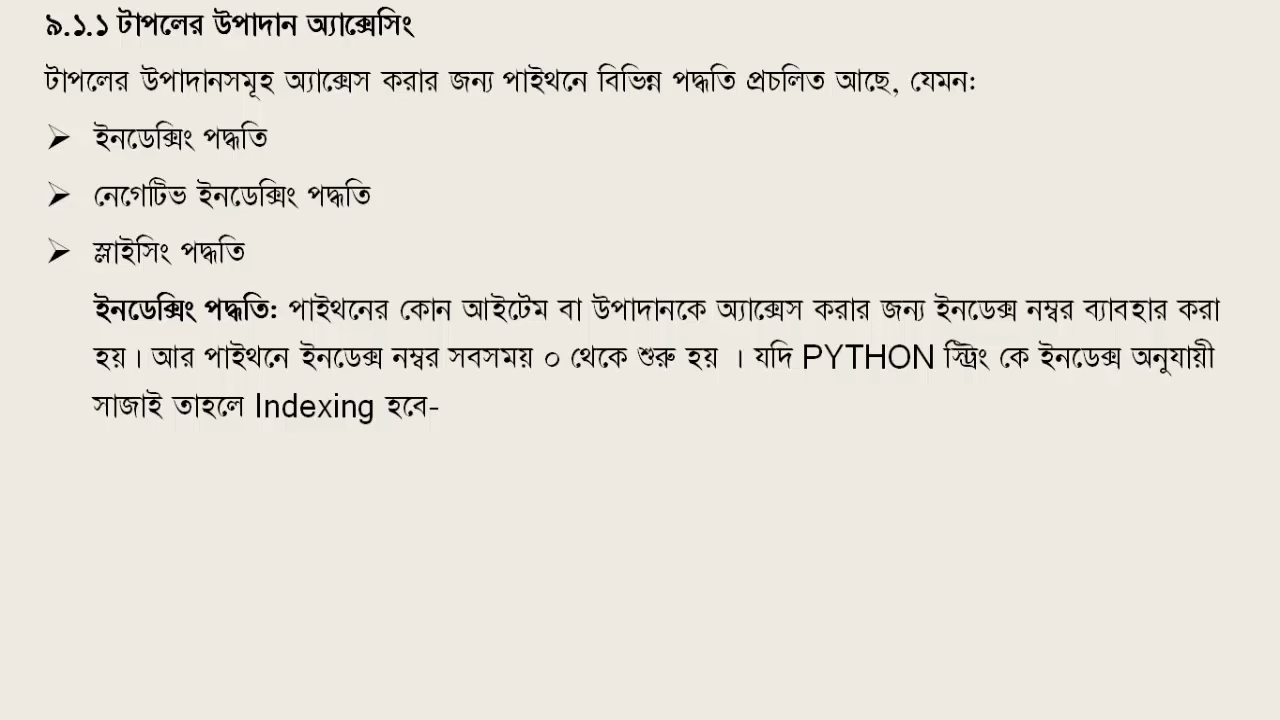 ৯.১.১ টাপলের উপাদান অ্যাক্সেসিং
টাপলের উপাদানসমূহ অ্যাক্সেস করার জন্য পাইথনে বিভিন্ন পদ্ধতি প্রচলিত আছে, যেমন:
➢ ইনডেক্সিং পদ্ধতি
➢ নেগেটিভ ইনডেক্সিং পদ্ধতি
➢ স্লাইসিং পদ্ধতি
ইনডেক্সিং পদ্ধতি: পাইথনের কোন আইটেম বা উপাদানকে অ্যাক্সেস করার জন্য ইনডেক্স নম্বর ব্যাবহার করা
হয়। আর পাইথনে ইনডেক্স নম্বর সবসময় ০ থেকে শুরু হয় । যদি PYTHON স্ট্রিং কে ইনডেক্স অনুযায়ী
সাজাই তাহলে Indexing হবে-